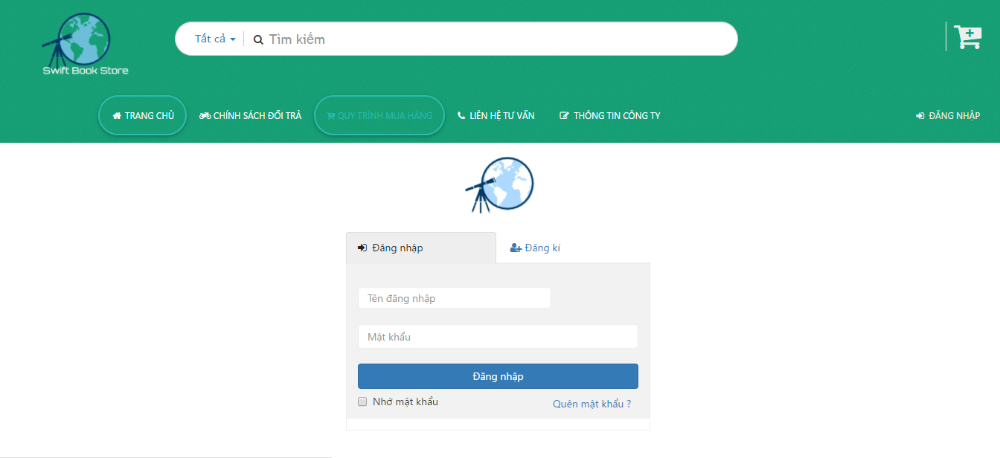 Swift Book Store
Tất cả
Tìm kiếm
TRANG CHỦ
CHÍNH SÁCH ĐỔI TRẢ
QUY TRÌNH MUA HÀNG
LIÊN HỆ TƯ VẤN
THÔNG TIN CÔNG TY
ĐĂNG NHẬP
Đăng nhập
Đăng kí
Tên đăng nhập
Mật khẩu
Đăng nhập
Nhớ mật khẩu
Quên mật khẩu ?